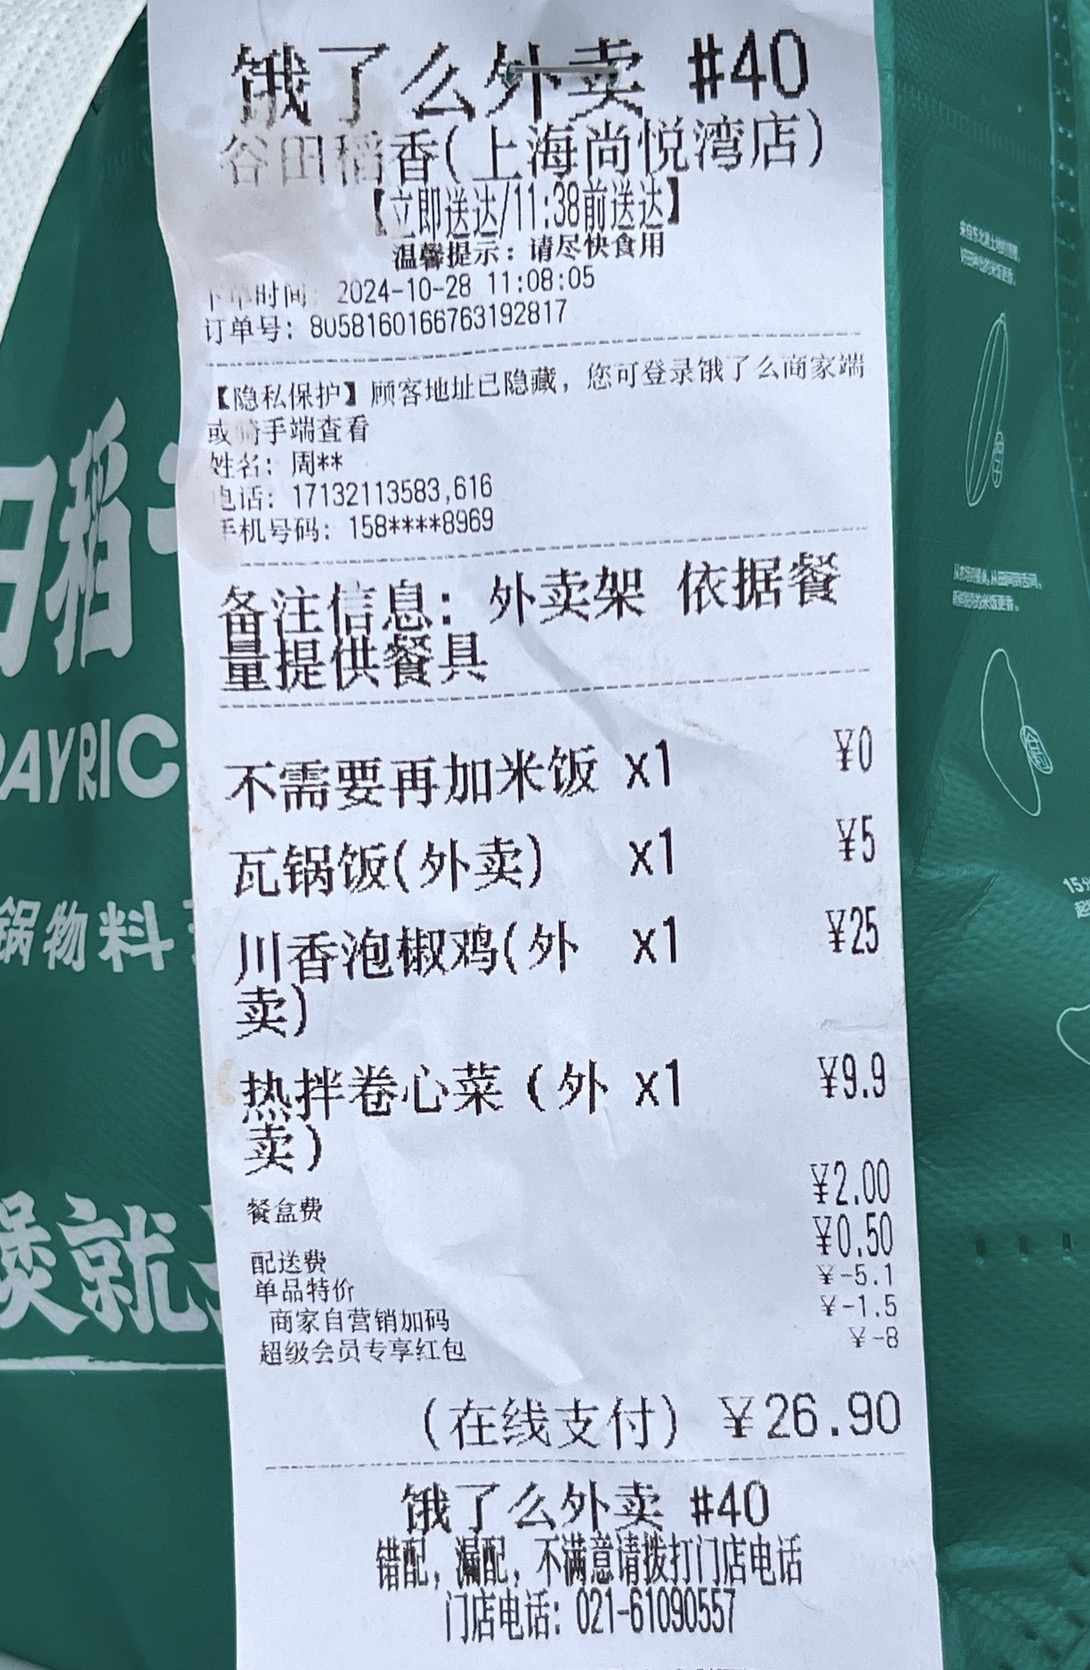 饿了么外卖 #40
谷田稻香(上海尚悦湾店)
【立即送达/11:38前送达】
温馨提示：请尽快食用
下单时间: 2024-10-28 11:08:05
订单号: 8058160166763192817
【隐私保护】顾客地址已隐藏，您可登录饿了么商家端
或骑手端查看
姓名: 周**
电话: 17132113583,616
手机号码: 158****8969
备注信息: 外卖架 依据餐
量提供餐具
不需要再加米饭 x1 ¥0
瓦锅饭(外卖) x1 ¥5
川香泡椒鸡(外 x1 ¥25
卖)
热拌卷心菜（外 x1 ¥9.9
卖）
餐盒费 ¥2.00
配送费 ¥0.50
单品特价 ¥-5.1
商家自营销加码 ¥-1.5
超级会员专享红包 ¥-8
(在线支付) ¥26.90
饿了么外卖 #40
错配，漏配，不满意请拨打门店电话
门店电话: 021-61090557
田稻
RAYRIC
锅物料
煲就
15分